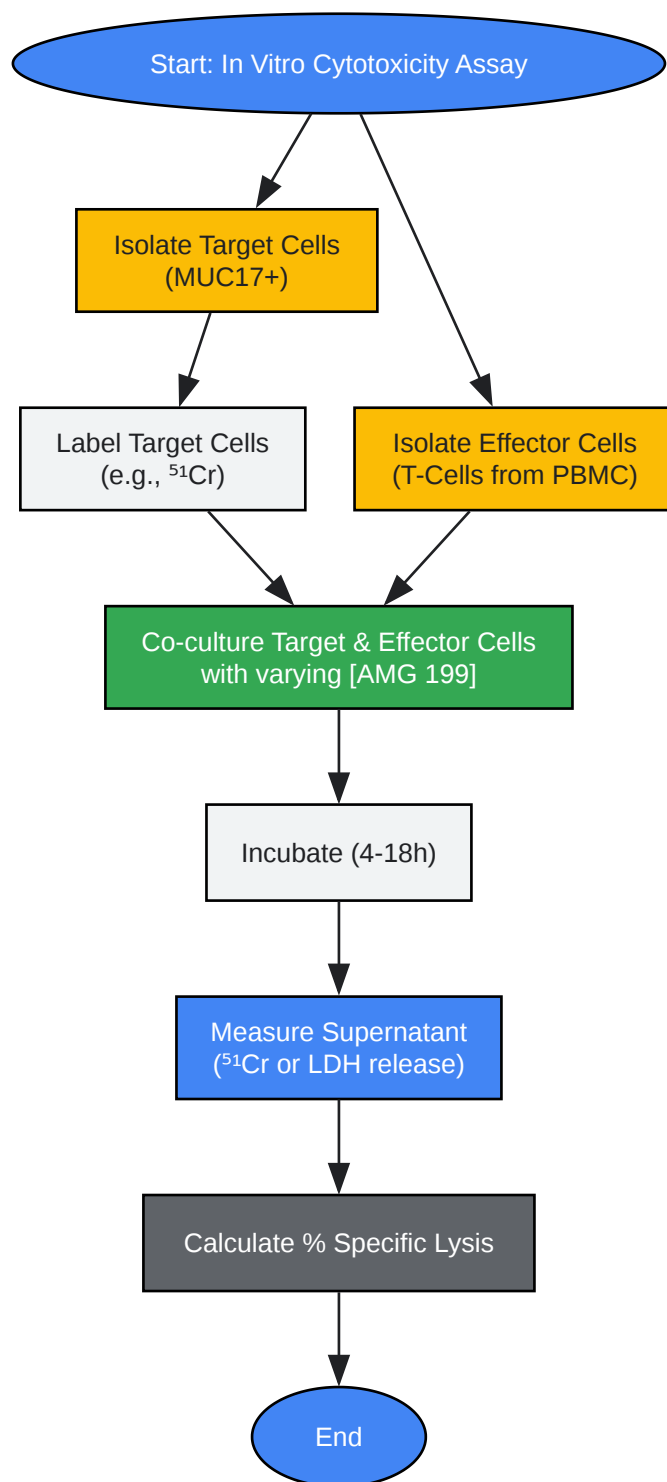 Start: In Vitro Cytotoxicity Assay
Isolate Target Cells
(MUC17+)
Label Target Cells
(e.g., ⁵¹Cr)
Isolate Effector Cells
(T-Cells from PBMC)
Co-culture Target & Effector Cells
with varying [AMG 199]
Incubate (4-18h)
Measure Supernatant
(⁵¹Cr or LDH release)
Calculate % Specific Lysis
End